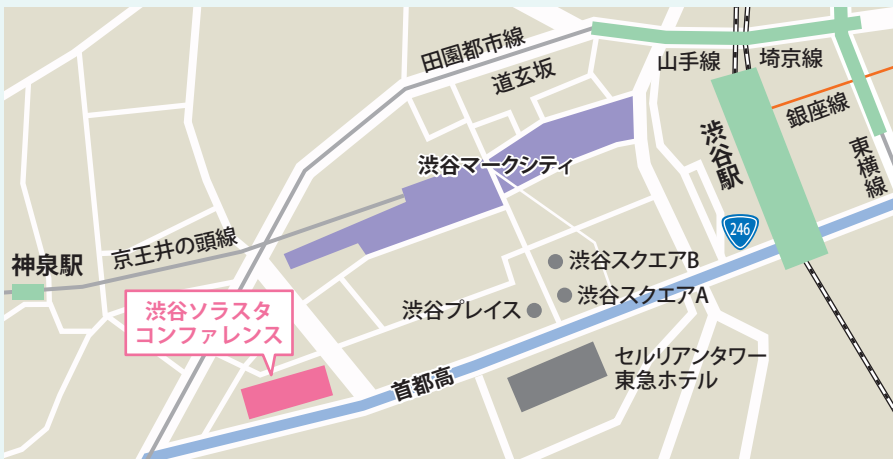 田園都市線
道玄坂
山手線
埼京線
銀座線
東横線
渋谷駅
渋谷マークシティ
246
京王井の頭線
神泉駅
渋谷スクエアB
渋谷スクエアA
渋谷プレイス
渋谷ソラスタ
コンファレンス
首都高
セルリアンタワー
東急ホテル